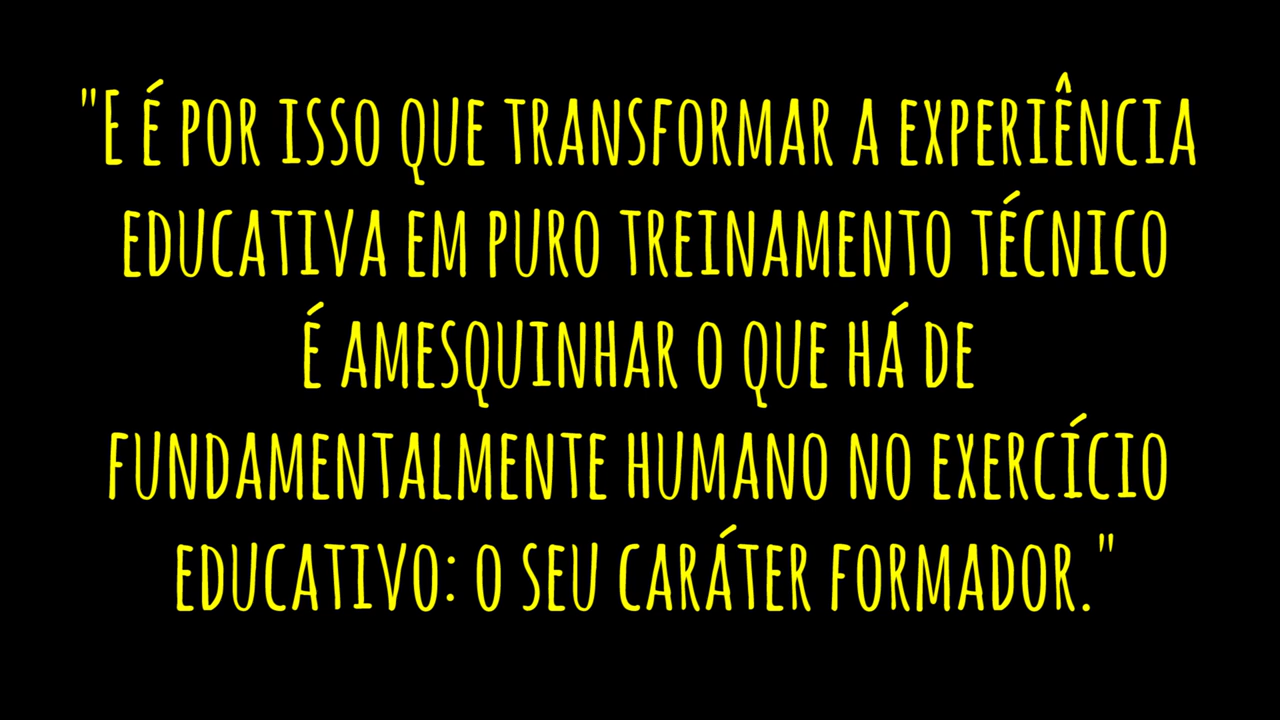 "E É POR ISSO QUE TRANSFORMAR A EXPERIÊNCIA
EDUCATIVA EM PURO TREINAMENTO TÉCNICO
É AMESQUINHAR O QUE HÁ DE
FUNDAMENTALMENTE HUMANO NO EXERCÍCIO
EDUCATIVO: O SEU CARÁTER FORMADOR."